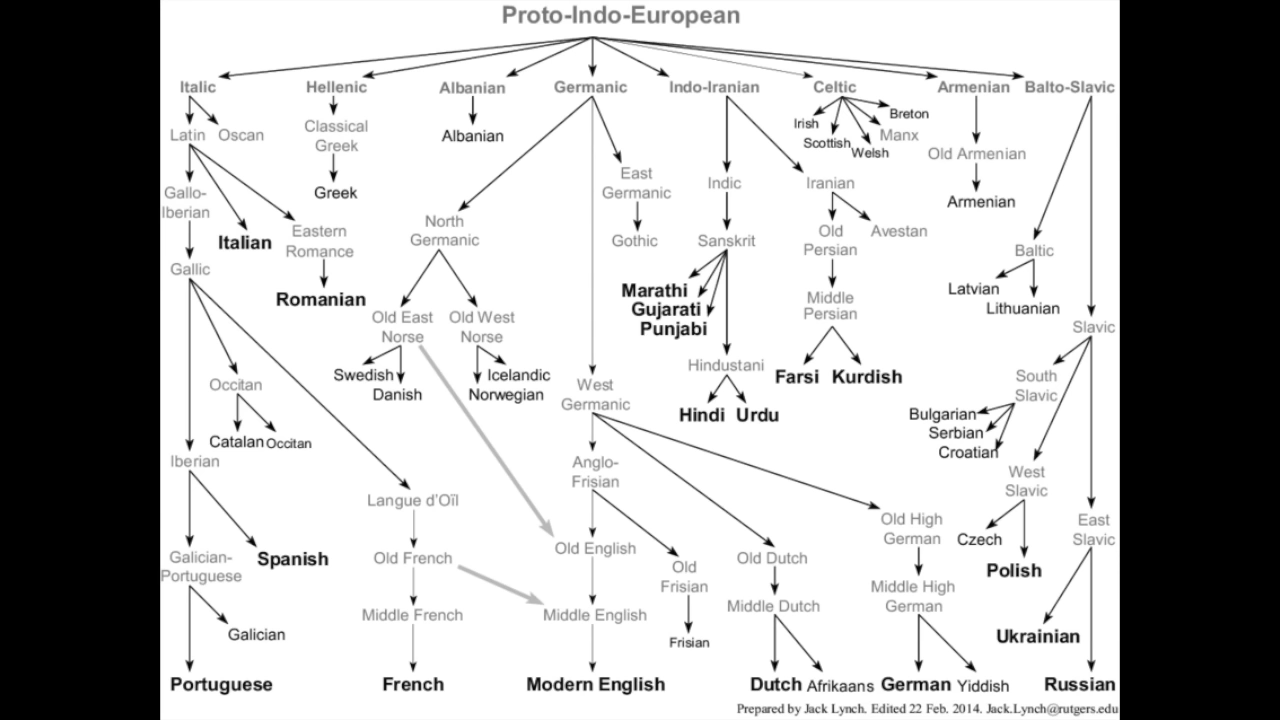 Proto-Indo-European
Italic Hellenic Albanian Germanic Indo-Iranian Celtic Armenian Balto-Slavic
Latin Oscan
Classical
Greek
Albanian
Irish
Scottish
Welsh
Manx
Breton
Old Armenian
Gallo-
Iberian
Greek
East
Germanic
Indic
Iranian
Armenian
Italian
Eastern
Romance
North
Germanic
Gothic
Sanskrit
Old
Persian
Avestan
Baltic
Gallic
Romanian
Marathi
Gujarati
Punjabi
Middle
Persian
Latvian
Lithuanian
Old East
Norse
Old West
Norse
Slavic
Occitan
Swedish
Danish
Icelandic
Norwegian
West
Germanic
Hindustani
Farsi Kurdish
South
Slavic
Hindi Urdu
Bulgarian
Serbian
Croatian
Catalan Occitan
Iberian
Anglo-
Frisian
West
Slavic
Langue d'Oïl
Old High
German
East
Slavic
Czech
Galician-
Portuguese
Spanish
Old French
Old English
Old
Frisian
Old Dutch
Polish
Middle French
Middle English
Middle Dutch
Middle High
German
Galician
Frisian
Ukrainian
Portuguese French Modern English Dutch Afrikaans German Yiddish Russian
Prepared by Jack Lynch. Edited 22 Feb. 2014. Jack.Lynch@rutgers.edu